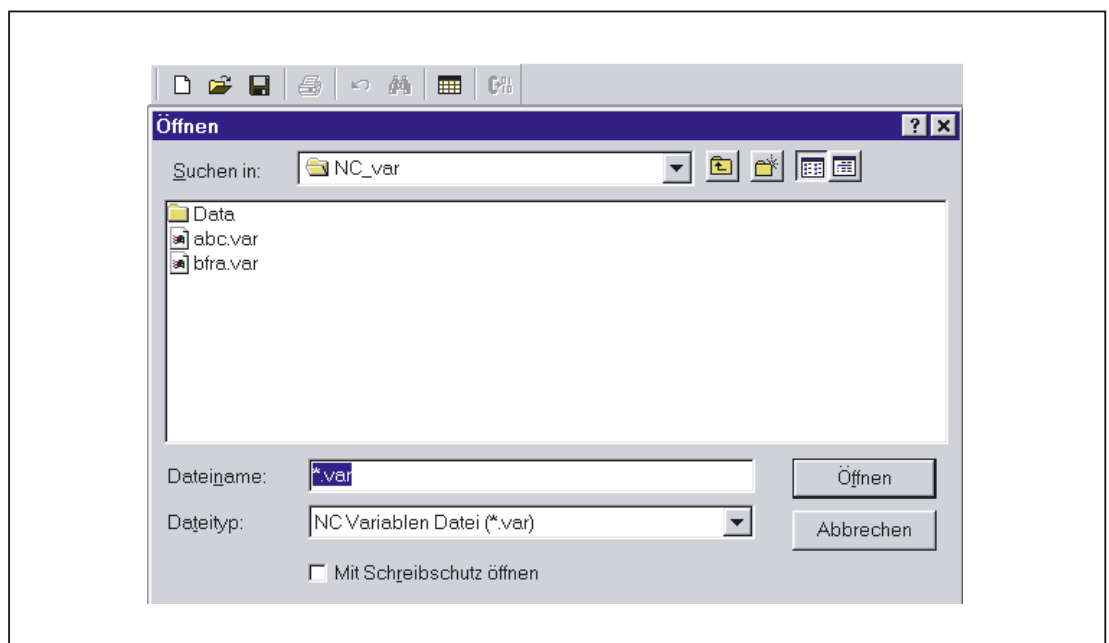 Öffnen
Suchen in: NC_var
Data
abc.var
bfra.var
Dateiname: *.var Öffnen
Dateityp: NC Variablen Datei (*.var) Abbrechen
Mit Schreibschutz öffnen